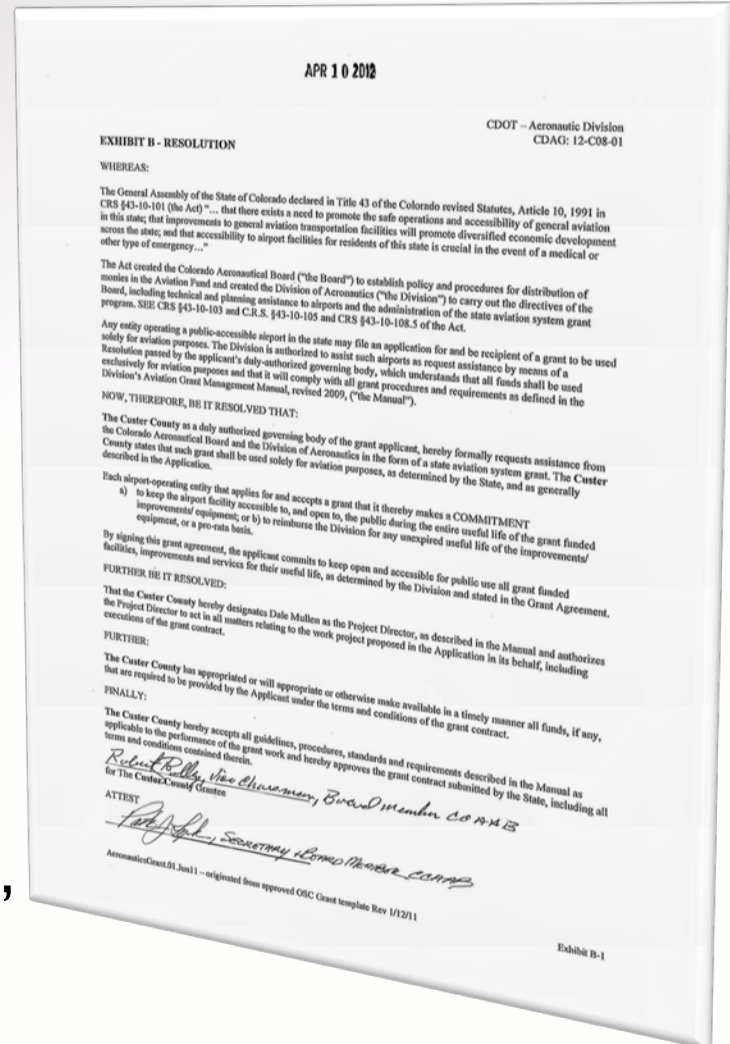 APR 10 2012
CDOT – Aeronautic Division
CDAG: 12-C08-01
EXHIBIT B - RESOLUTION
WHEREAS:
The General Assembly of the State of Colorado declared in Title 43 of the Colorado revised Statutes, Article 10, 1991 in
CRS §43-10-101 (the Act) “… that there exists a need to promote the safe operations and accessibility of general aviation
in this state; that improvements to general aviation transportation facilities will promote diversified economic development
across the state; and that accessibility to airport facilities for residents of this state is crucial in the event of a medical or
other type of emergency…”
The Act created the Colorado Aeronautical Board (“the Board”) to establish policy and procedures for distribution of
monies in the Aviation Fund and created the Division of Aeronautics (“the Division”) to carry out the directives of the
Board, including technical and planning assistance to airports and the administration of the state aviation system grant
program. SEE CRS §43-10-103 and C.R.S. §43-10-105 and CRS §43-10-108.5 of the Act.
Any entity operating a public-accessible airport in the state may file an application for and be recipient of a grant to be used
solely for aviation purposes. The Division is authorized to assist such airports as request assistance by means of a
Resolution passed by the applicant’s duly-authorized governing body, which understands that all funds shall be used
exclusively for aviation purposes and that it will comply with all grant procedures and requirements as defined in the
Division’s Aviation Grant Management Manual, revised 2009, (“the Manual”).
NOW, THEREFORE, BE IT RESOLVED THAT:
The Custer County as a duly authorized governing body of the grant applicant, hereby formally requests assistance from
the Colorado Aeronautical Board and the Division of Aeronautics in the form of a state aviation system grant. The Custer
County states that such grant shall be used solely for aviation purposes, as determined by the State, and as generally
described in the Application.
Each airport-operating entity that applies for and accepts a grant that it thereby makes a COMMITMENT
a) to keep the airport facility accessible to, and open to, the public during the entire useful life of the grant funded
improvements/ equipment; or b) to reimburse the Division for any unexpired useful life of the improvements/
equipment, or a pro-rata basis.
By signing this grant agreement, the applicant commits to keep open and accessible for public use all grant funded
facilities, improvements and services for their useful life, as determined by the Division and stated in the Grant Agreement.
FURTHER BE IT RESOLVED:
That the Custer County hereby designates Dale Mullen as the Project Director, as described in the Manual and authorizes
the Project Director to act in all matters relating to the work project proposed in the Application in its behalf, including
executions of the grant contract.
FURTHER:
The Custer County has appropriated or will appropriate or otherwise make available in a timely manner all funds, if any,
that are required to be provided by the Applicant under the terms and conditions of the grant contract.
FINALLY:
The Custer County hereby accepts all guidelines, procedures, standards and requirements described in the Manual as
applicable to the performance of the grant work and hereby approves the grant contract submitted by the State, including all
terms and conditions contained therein.
Robert, Vice Chairman, Board Member
for The Custer County Grantee
ATTEST
, SECRETARY + BOARD MEMBER CCAAB
AeronauticsGrant.01.Jun11 – originated from approved OSC Grant template Rev 1/12/11
Exhibit B-1
,